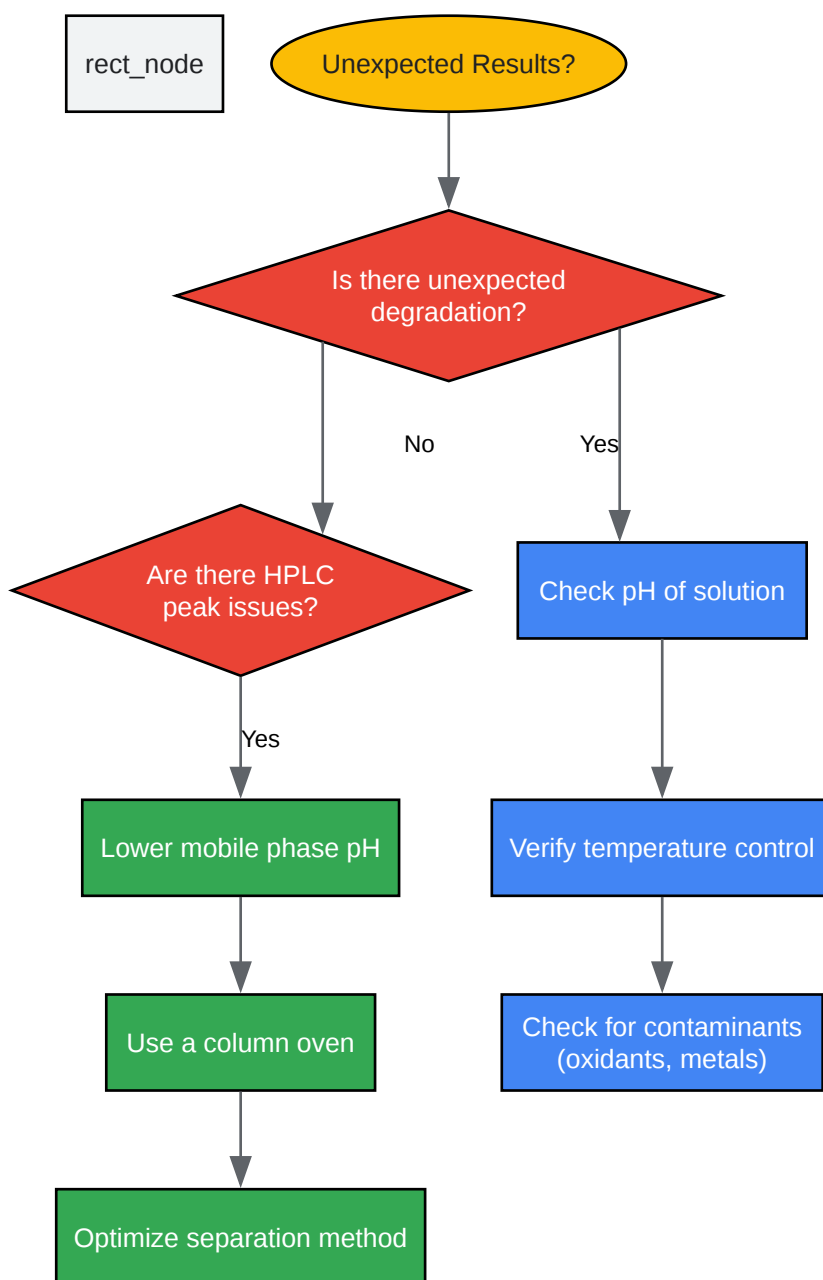 rect_node
Unexpected Results?
Is there unexpected
degradation?
No
Yes
Are there HPLC
peak issues?
Check pH of solution
Yes
Lower mobile phase pH
Verify temperature control
Use a column oven
Check for contaminants
(oxidants, metals)
Optimize separation method